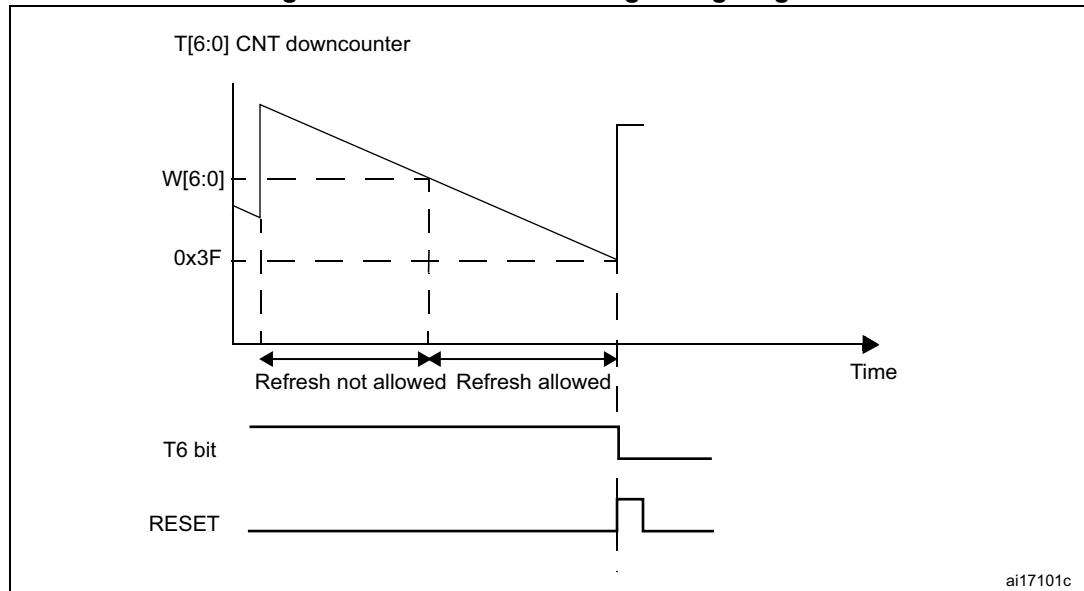 T[6:0] CNT downcounter
W[6:0]
0x3F
Time
Refresh not allowed Refresh allowed
T6 bit
RESET
ai17101c